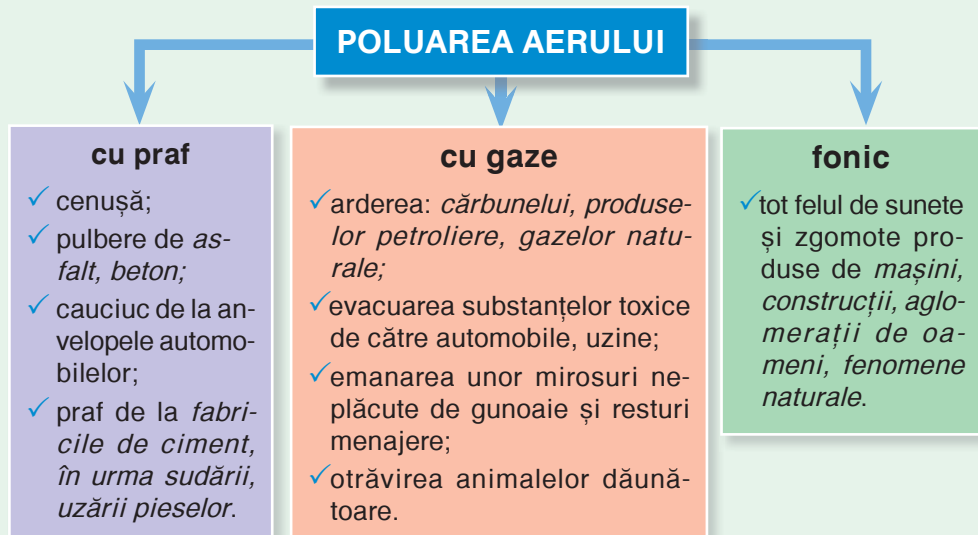 POLUAREA AERULUI
cu praf
cenușă;
pulbere de as-
falt, beton;
cauciuc de la an-
velopele automo-
bilelor;
praf de la fabri-
cile de ciment,
în urma sudării,
uzării pieselor.
cu gaze
arderea: cărbunelui, produse-
lor petroliere, gazelor natu-
rale;
evacuarea substanțelor toxice
de către automobile, uzine;
emanarea unor mirosuri ne-
plăcute de gunoaie și resturi
menajere;
otrăvirea animalelor dăună-
toare.
fonic
tot felul de sunete
și zgomote pro-
duse de mașini,
construcții, aglo-
merații de oa-
meni, fenomene
naturale.